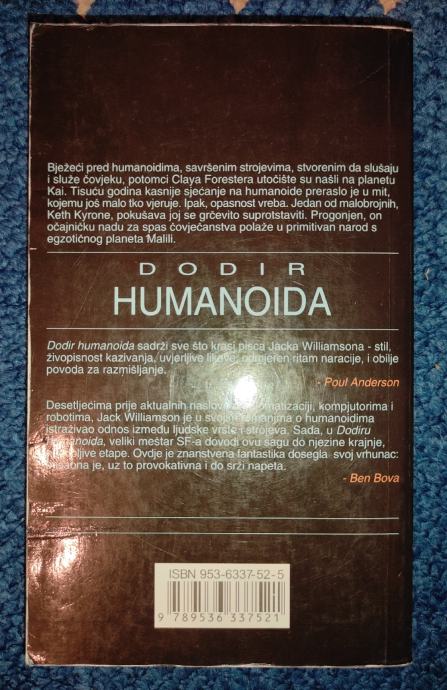 Bježeći pred humanoidima, savršenim strojevima, stvorenim da slušaju
i služe čovjeku, potomci Claya Forestera utočište su našli na planetu
Kai. Tisuću godina kasnije sjećanje na humanoide preraslo je u mit,
kojemu još malo tko vjeruje. Ipak, opasnost vreba. Jedan od malobrojnih,
Keth Kyrone, pokušava joj se grčevito suprotstaviti. Progonjen, on
očajničku nadu za spas čovječanstva polaže u primitivan narod s
egzotičnog planeta Malili.
DODIR
HUMANOIDA
Dodir humanoida sadrži sve što krasi pisca Jacka Williamsona - stil,
živopisnost kazivanja, uvjerljive likove, odmjeren ritam naracije, i obilje
povoda za razmišljanje.
- Poul Anderson
Desetljećima prije aktualnih naslova kompjutorima i
robotima, Jack Williamson je u svojim romanima o humanoidima
istraživao odnos između ljudske vrste i strojeva. Sada, u Dodiru
humanoida, veliki meštar SF-a dovodi ovu sagu do njezine krajnje,
etape. Ovdje je znanstvena fantastika dosegla svoj vrhunac:
je, uz to provokativna i do srži napeta.
- Ben Bova
ISBN 953-6337-52-5
9 789536 337521